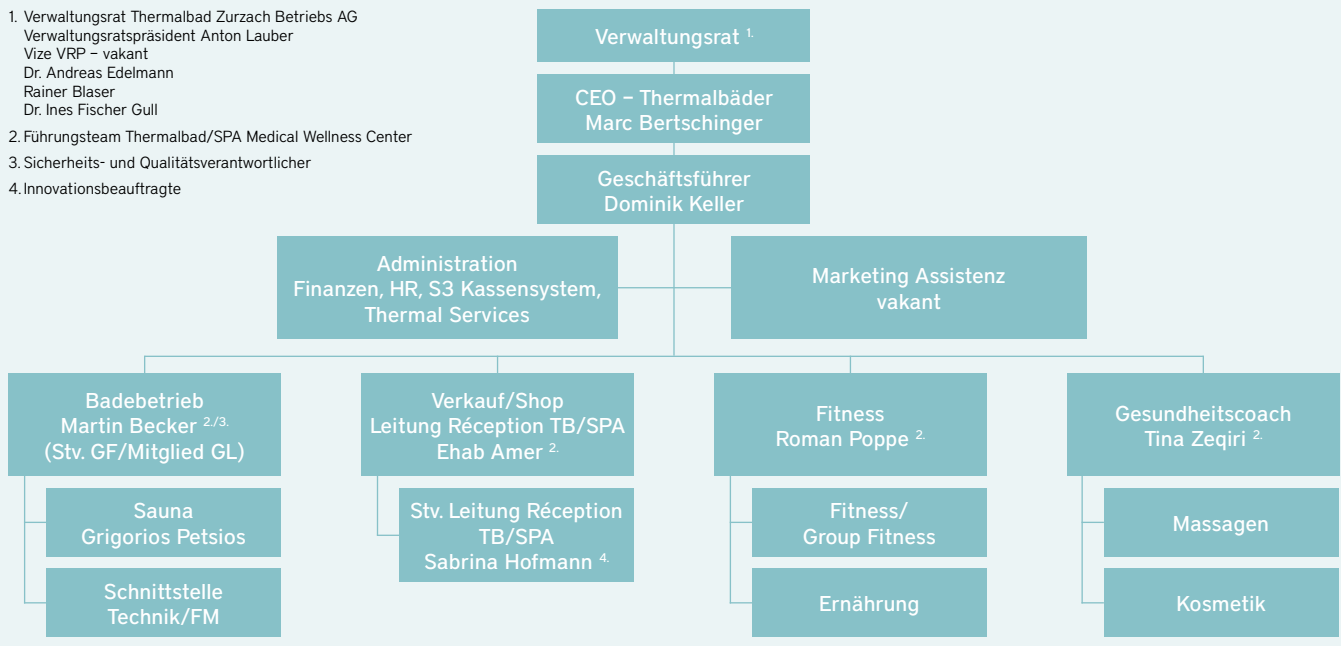 1. Verwaltungsrat Thermalbad Zurzach Betriebs AG
Verwaltungsratspräsident Anton Lauber
Vize VRP – vakant
Dr. Andreas Edelmann
Rainer Blaser
Dr. Ines Fischer Gull
2. Führungsteam Thermalbad/SPA Medical Wellness Center
3. Sicherheits- und Qualitätsverantwortlicher
4. Innovationsbeauftragte
Verwaltungsrat 1.
CEO – Thermalbäder
Marc Bertschinger
Geschäftsführer
Dominik Keller
Administration
Finanzen, HR, S3 Kassensystem,
Thermal Services
Marketing Assistenz
vakant
Badebetrieb
Martin Becker 2./3.
(Stv. GF/Mitglied GL)
Sauna
Grigorios Petsios
Schnittstelle
Technik/FM
Verkauf/Shop
Leitung Réception TB/SPA
Ehab Amer 2.
Stv. Leitung Réception
TB/SPA
Sabrina Hofmann 4.
Fitness
Roman Poppe 2.
Fitness/
Group Fitness
Ernährung
Gesundheitscoach
Tina Zeqiri 2.
Massagen
Kosmetik